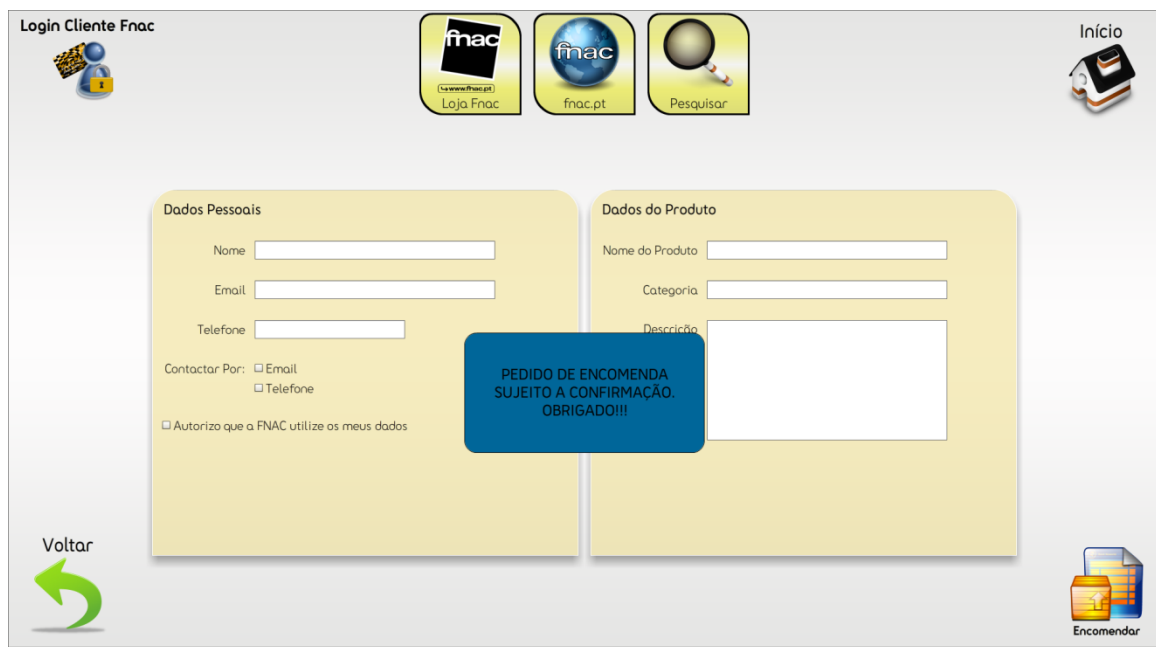 Login Cliente Fnac
fnac
www.fnac.pt
Loja Fnac
fnac
fnac.pt
Pesquisar
Início
Dados Pessoais
Nome
Email
Telefone
Contactar Por:
Email
Telefone
Autorizo que a FNAC utilize os meus dados
Dados do Produto
Nome do Produto
Categoria
Descrição
PEDIDO DE ENCOMENDA
SUJEITO A CONFIRMAÇÃO.
OBRIGADO!!!
Voltar
Encomendar